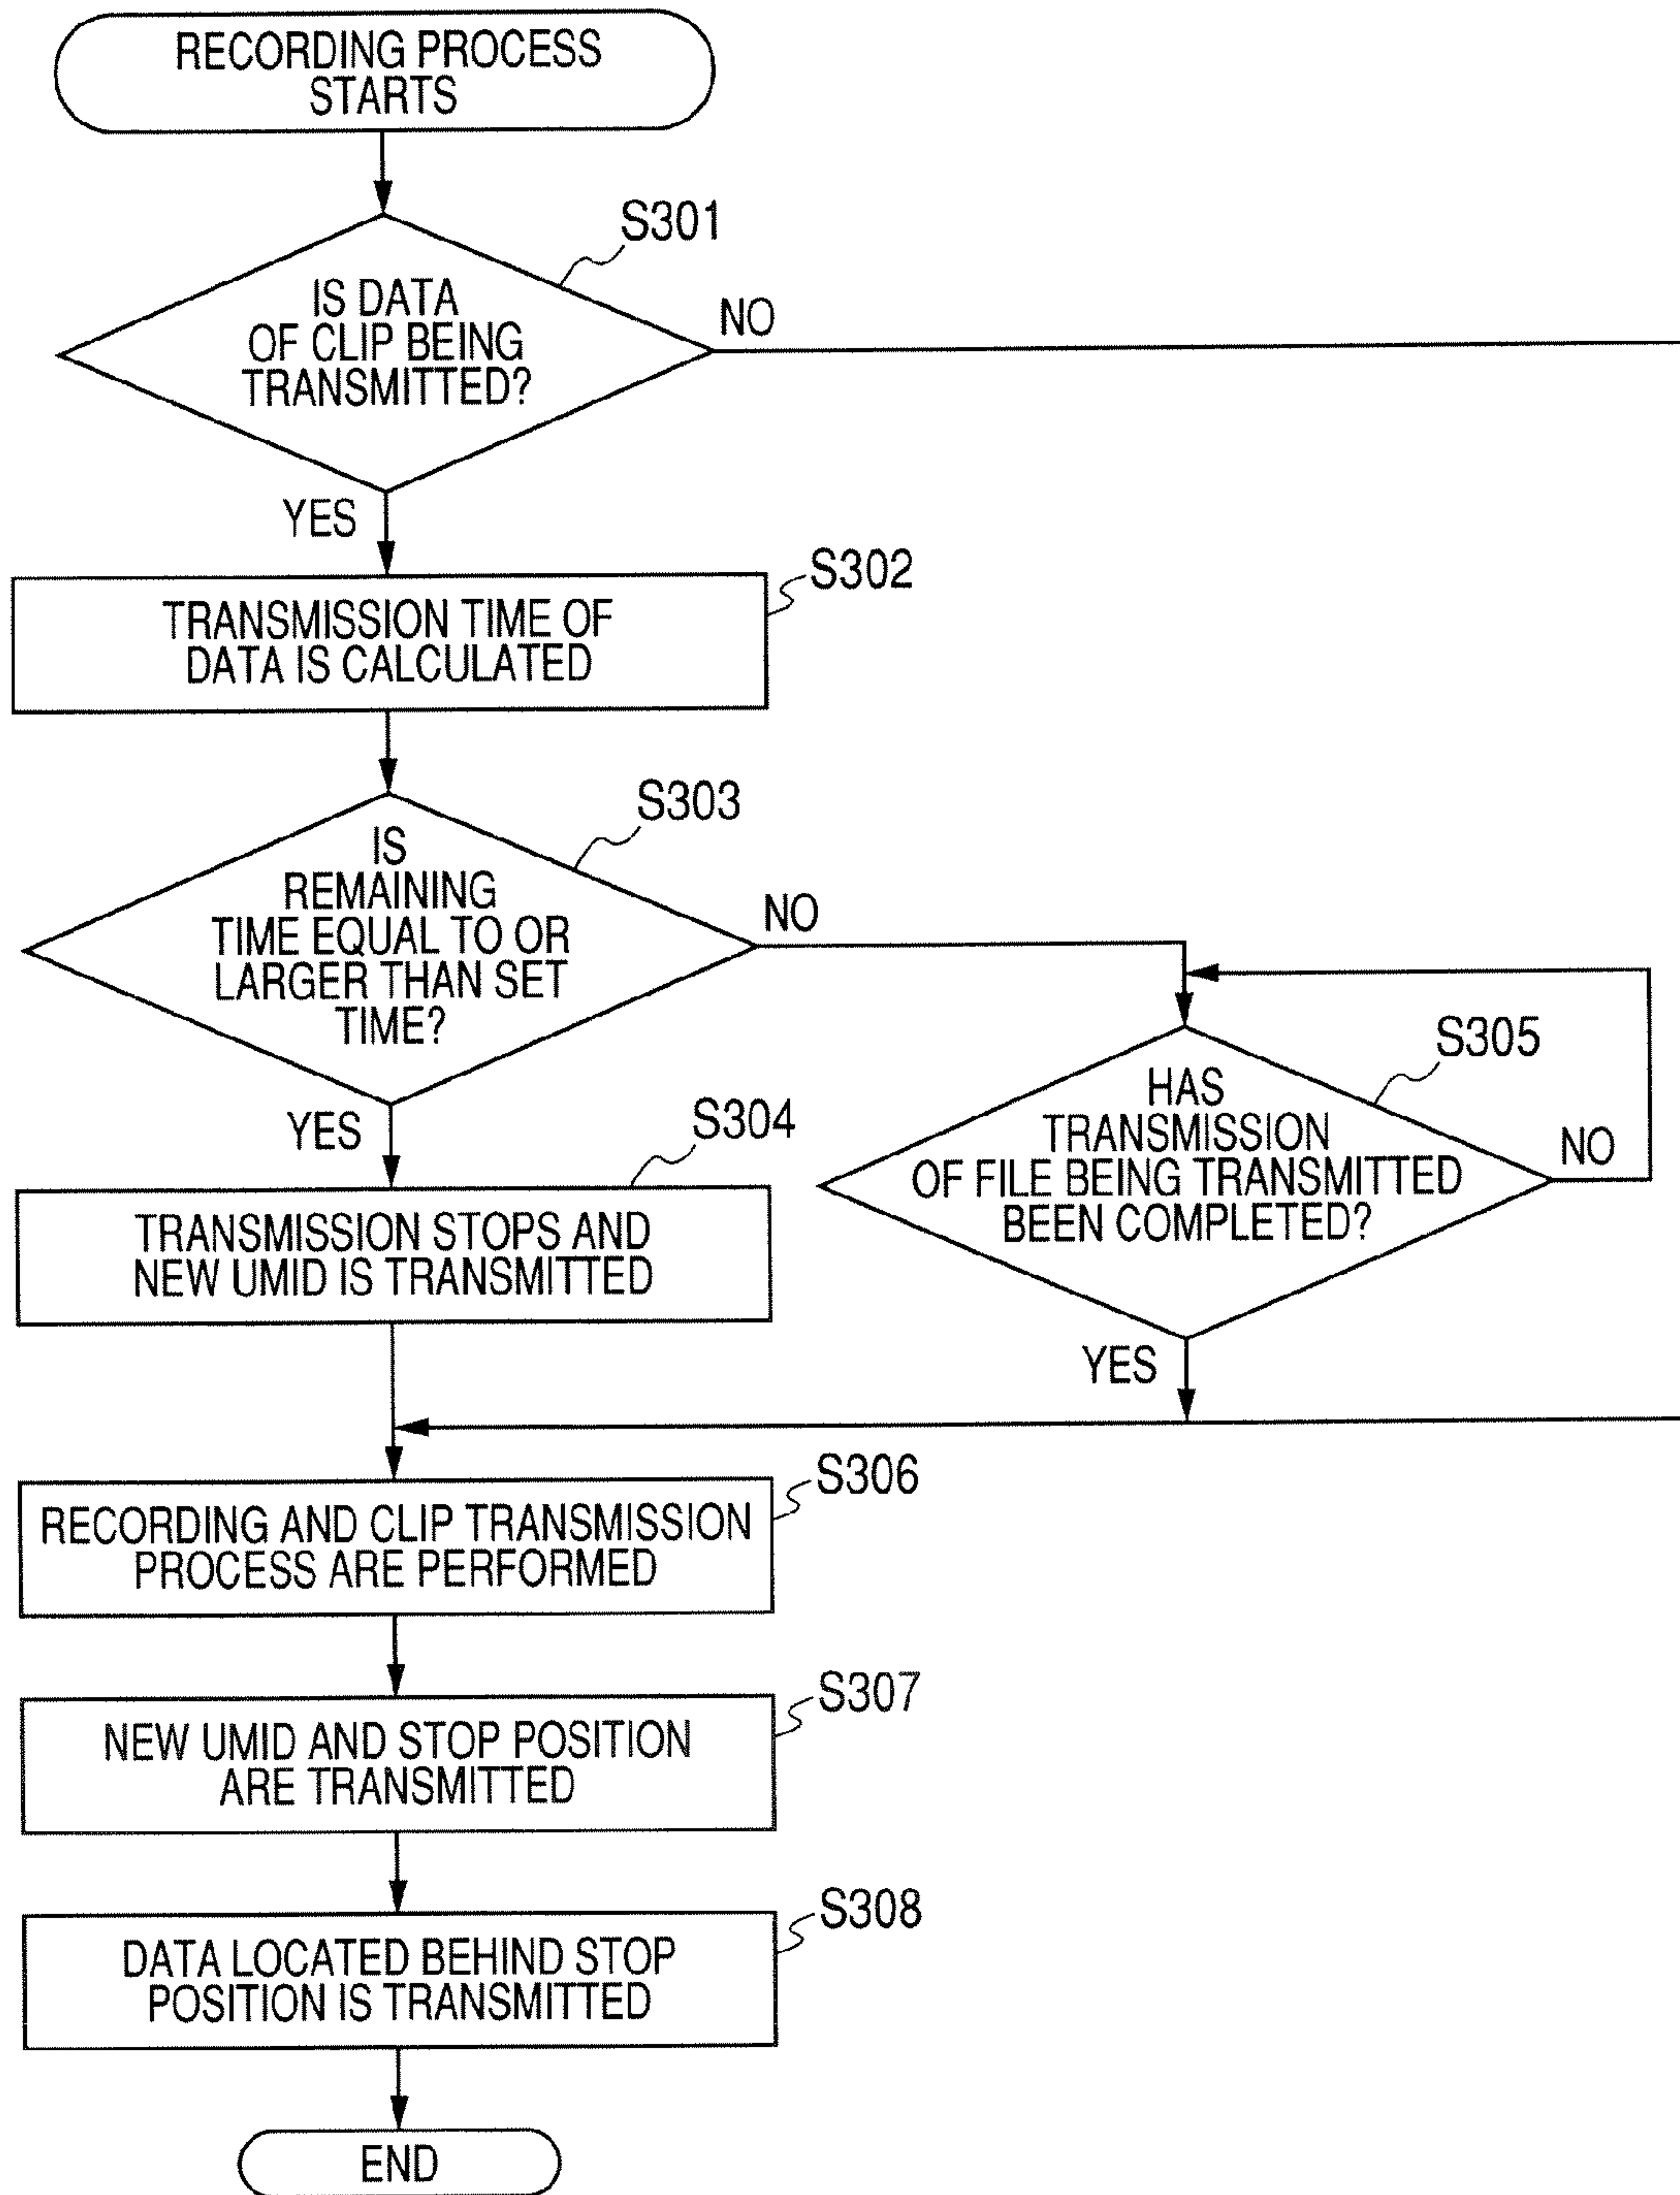 RECORDING PROCESS
STARTS
S301
IS DATA
OF CLIP BEING
TRANSMITTED?
NO
YES
S302
TRANSMISSION TIME OF
DATA IS CALCULATED
S303
IS
REMAINING
TIME EQUAL TO OR
LARGER THAN SET
TIME?
NO
YES
S305
HAS
TRANSMISSION
OF FILE BEING TRANSMITTED
BEEN COMPLETED?
NO
YES
S304
TRANSMISSION STOPS AND
NEW UMID IS TRANSMITTED
S306
RECORDING AND CLIP TRANSMISSION
PROCESS ARE PERFORMED
S307
NEW UMID AND STOP POSITION
ARE TRANSMITTED
S308
DATA LOCATED BEHIND STOP
POSITION IS TRANSMITTED
END